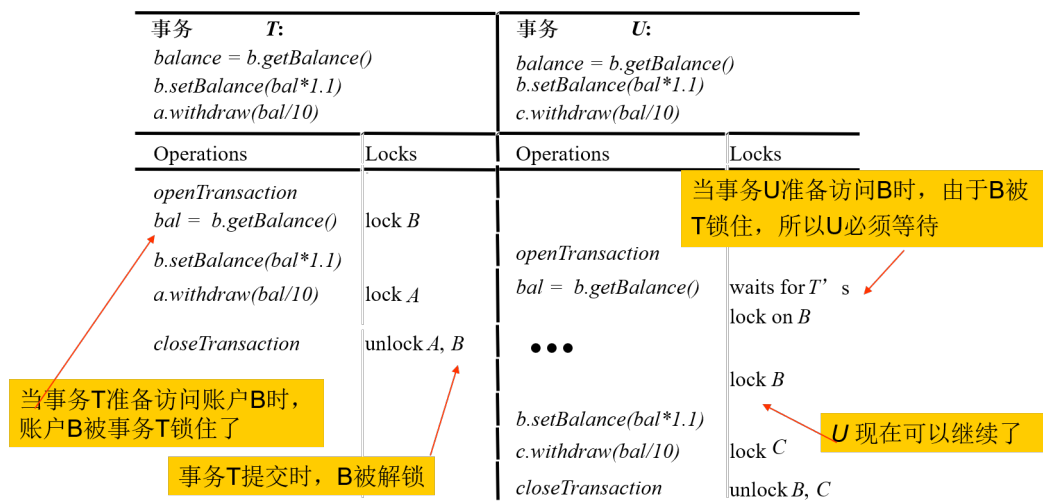 事务 T: 事务 U:
balance = b.getBalance() balance = b.getBalance()
b.setBalance(bal*1.1) b.setBalance(bal*1.1)
a.withdraw(bal/10) c.withdraw(bal/10)
Operations Locks Operations Locks
openTransaction
bal = b.getBalance() lock B
当事务U准备访问B时，由于B被
T锁住，所以U必须等待
b.setBalance(bal*1.1) openTransaction
a.withdraw(bal/10) lock A bal = b.getBalance() waits for T’s
lock on B
closeTransaction unlock A, B •••
lock B
当事务T准备访问账户B时，
账户B被事务T锁住了
b.setBalance(bal*1.1)
U 现在可以继续了
c.withdraw(bal/10) lock C
事务T提交时，B被解锁
closeTransaction unlock B, C